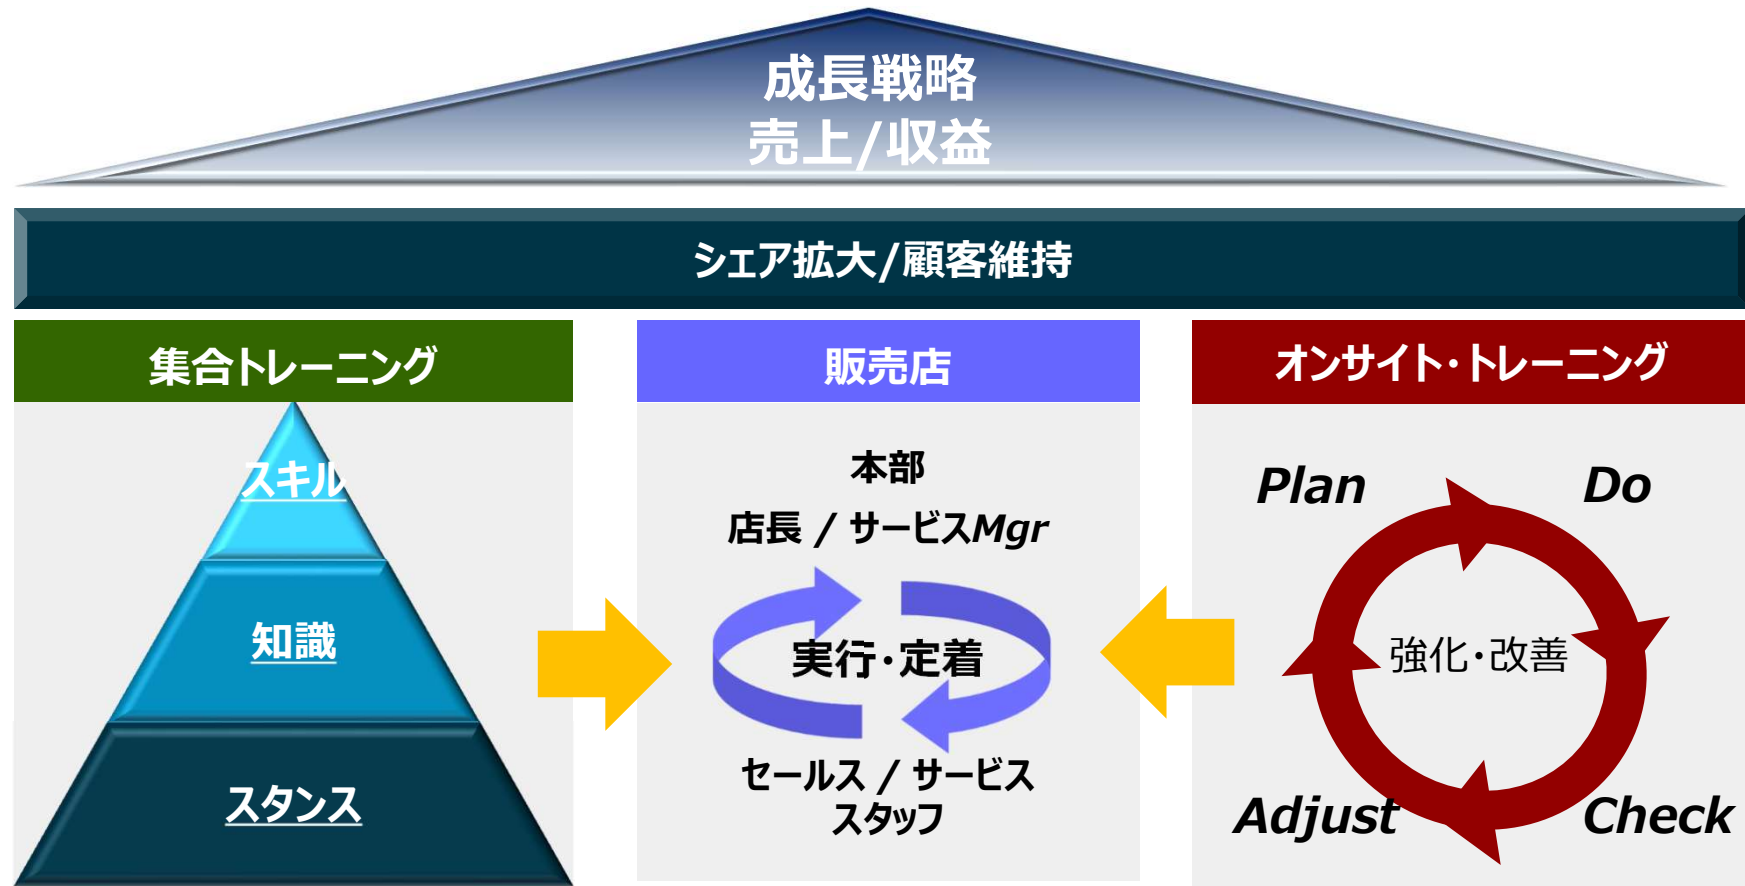 成長戦略
売上/収益
シェア拡大/顧客維持
集合トレーニング
スキル
知識
スタンス
販売店
本部
店長 / サービスMgr
実行・定着
セールス / サービス
スタッフ
オンサイト・トレーニング
Plan
Do
強化・改善
Adjust
Check